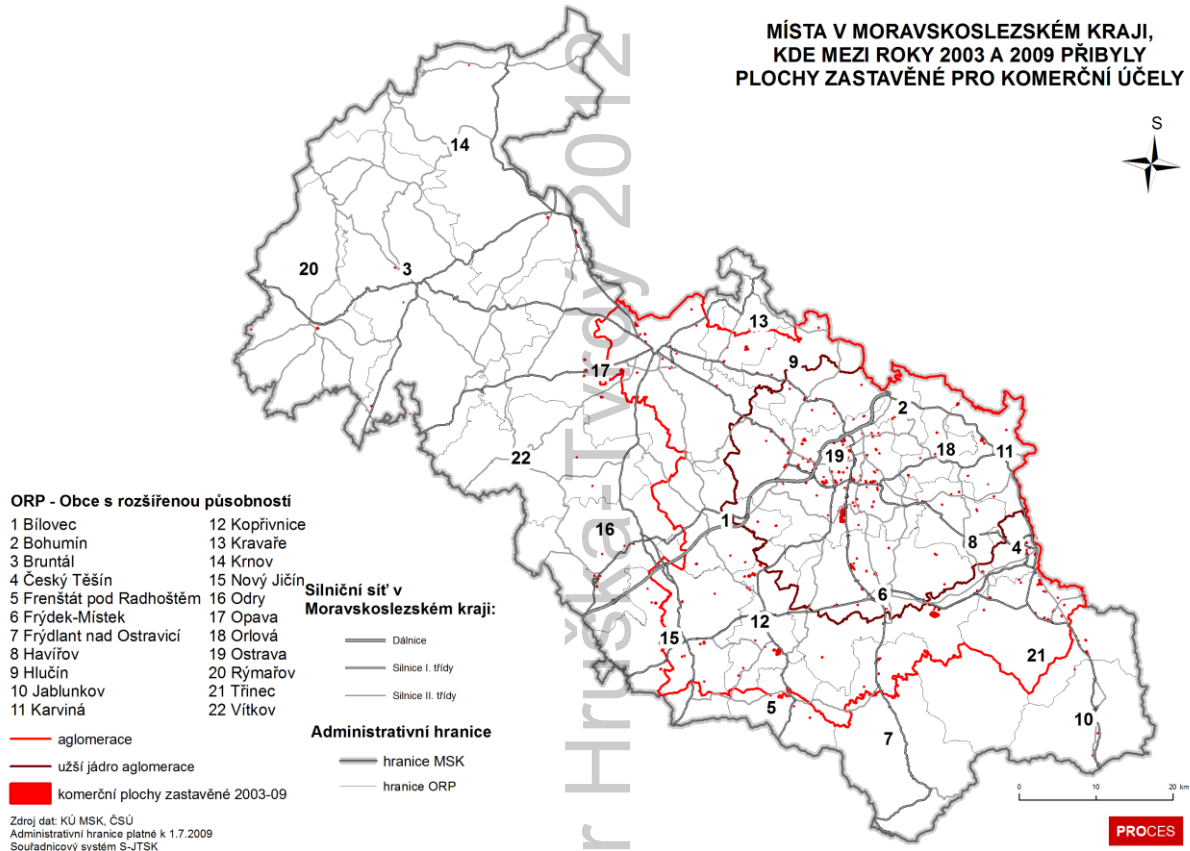 MÍSTA V MORAVSKOSLEZSKÉM KRAJI,
KDE MEZI ROKY 2003 A 2009 PŘIBYLY
PLOCHY ZASTAVĚNÉ PRO KOMERČNÍ ÚČELY
S
14
20
3
13
9
17
2
19
18
11
22
1
16
8
4
6
12
15
21
5
7
10
r Hruška-Tvrdý 2012
ORP - Obce s rozšířenou působností
1 Bílovec
2 Bohumín
3 Bruntál
4 Český Těšín
5 Frenštát pod Radhoštěm
6 Frýdek-Místek
7 Frýdlant nad Ostravicí
8 Havířov
9 Hlučín
10 Jablunkov
11 Karviná
12 Kopřivnice
13 Kravaře
14 Krnov
15 Nový Jičín
16 Odry
17 Opava
18 Orlová
19 Ostrava
20 Rýmařov
21 Třinec
22 Vítkov
aglomerace
užší jádro aglomerace
komerční plochy zastavěné 2003-09
Silniční síť v
Moravskoslezském kraji:
Dálnice
Silnice I. třídy
Silnice II. třídy
Administrativní hranice
hranice MSK
hranice ORP
Zdroj dat: KÚ MSK, ČSÚ
Administrativní hranice platné k 1.7.2009
Souřadnicový systém S-JTSK
0 10 20 km
PROCES